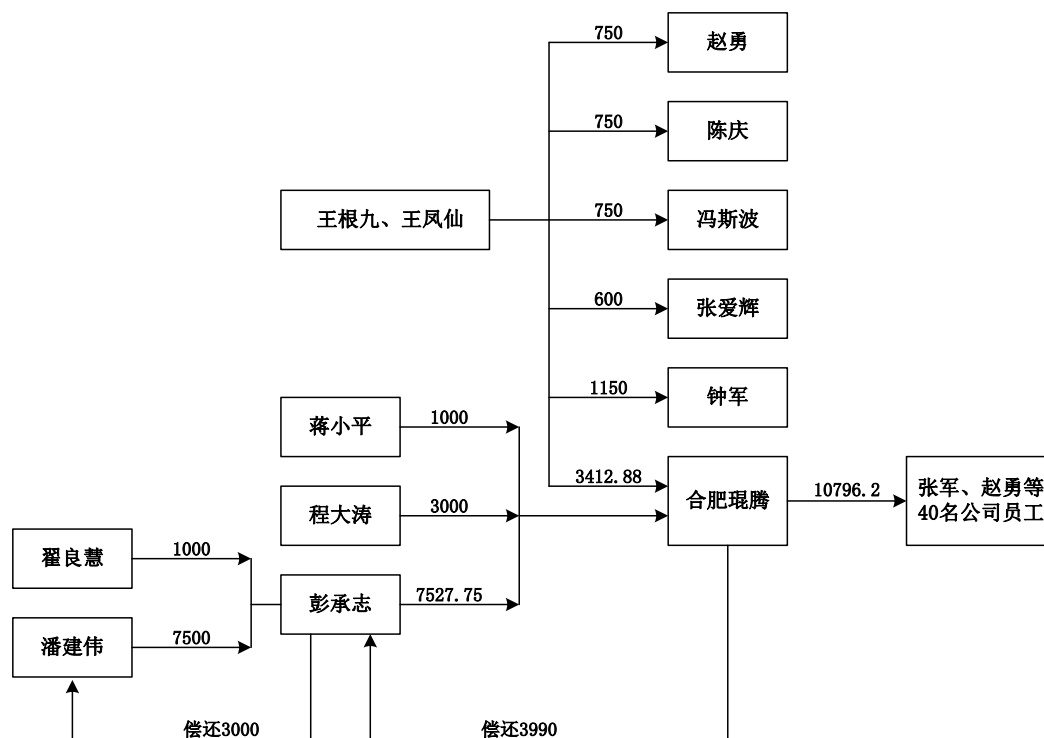 750
赵勇
750
陈庆
王根九、王凤仙
750
冯斯波
600
张爱辉
1150
钟军
蒋小平
1000
3412.88
合肥琨腾
10796.2
张军、赵勇等
40名公司员工
程大涛
3000
翟良慧
1000
彭承志
7527.75
潘建伟
7500
偿还3000
偿还3990